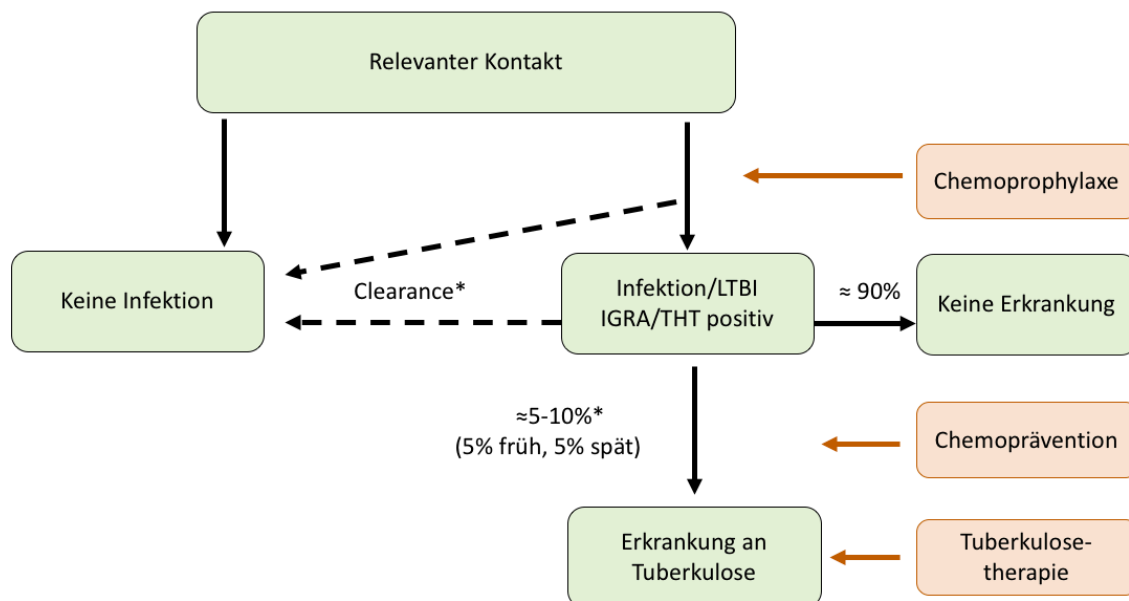 Relevanter Kontakt
Chemoprophylaxe
Keine Infektion
Clearance*
Infektion/LTBI
IGRA/THT positiv
≈ 90%
Keine Erkrankung
≈5-10%*
(5% früh, 5% spät)
Chemoprävention
Erkrankung an
Tuberkulose
Tuberkulose-
therapie